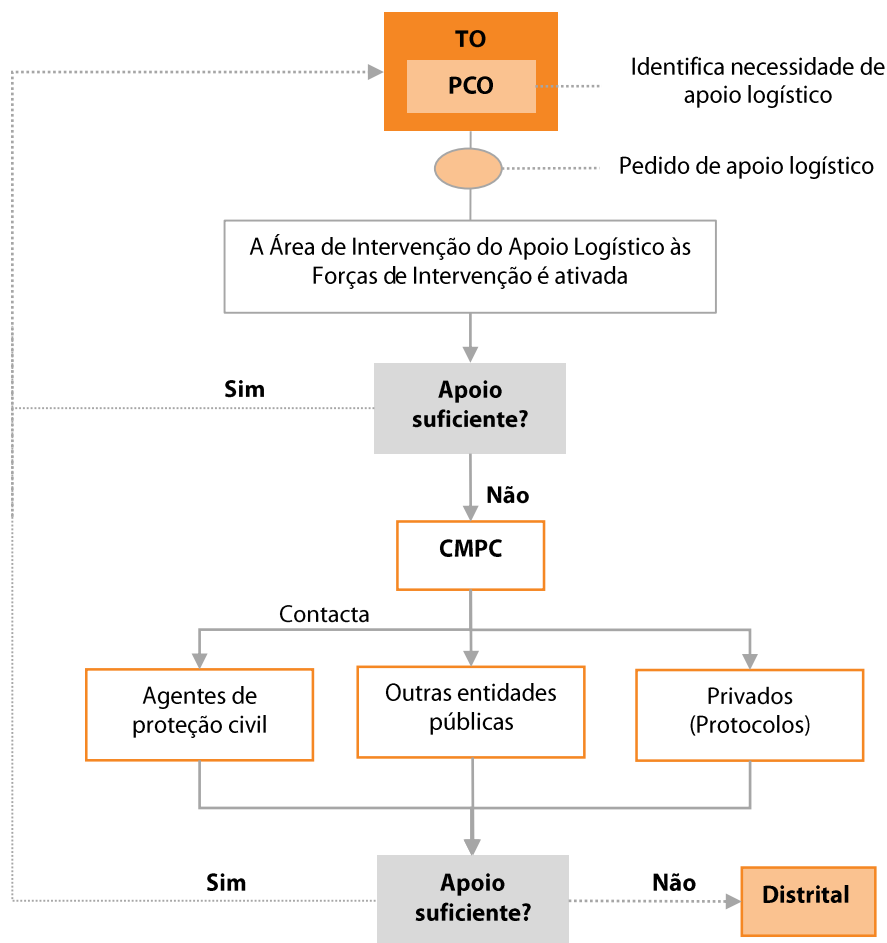 TO
PCO
Identifica necessidade de
apoio logístico
Pedido de apoio logístico
A Área de Intervenção do Apoio Logístico às
Forças de Intervenção é ativada
Sim
Apoio
suficiente?
Não
CMPC
Contacta
Agentes de
proteção civil
Outras entidades
públicas
Privados
(Protocolos)
Sim
Apoio
suficiente?
Não
Distrital